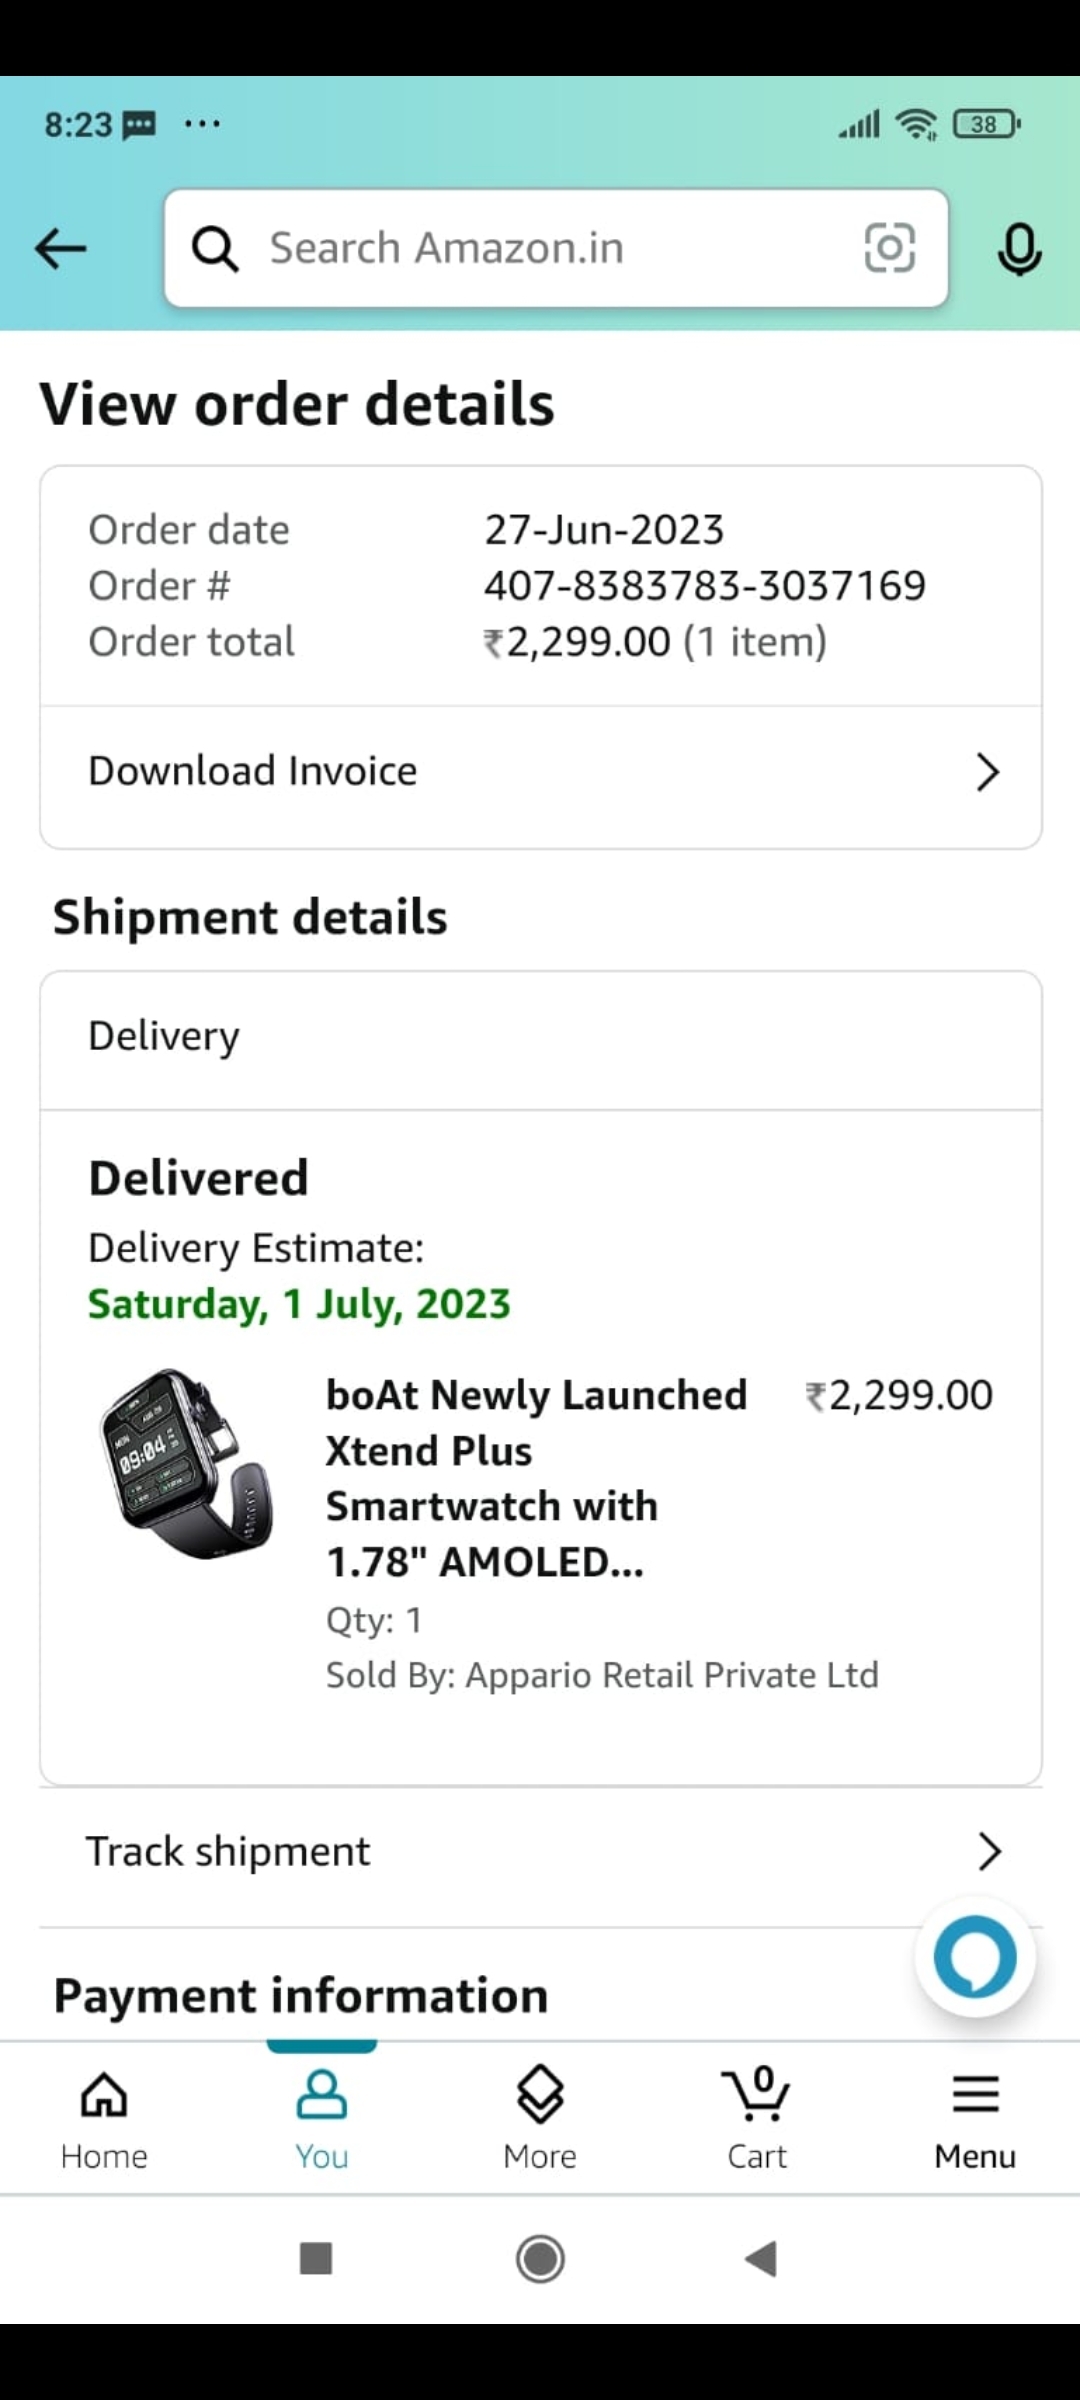 8:23
38
Search Amazon.in
View order details
Order date 27-Jun-2023
Order # 407-8383783-3037169
Order total ₹2,299.00 (1 item)
Download Invoice
Shipment details
Delivery
Delivered
Delivery Estimate:
Saturday, 1 July, 2023
MON
09:04
boAt Newly Launched ₹2,299.00
Xtend Plus
Smartwatch with
1.78" AMOLED...
Qty: 1
Sold By: Appario Retail Private Ltd
Track shipment
Payment information
0
Home You More Cart Menu